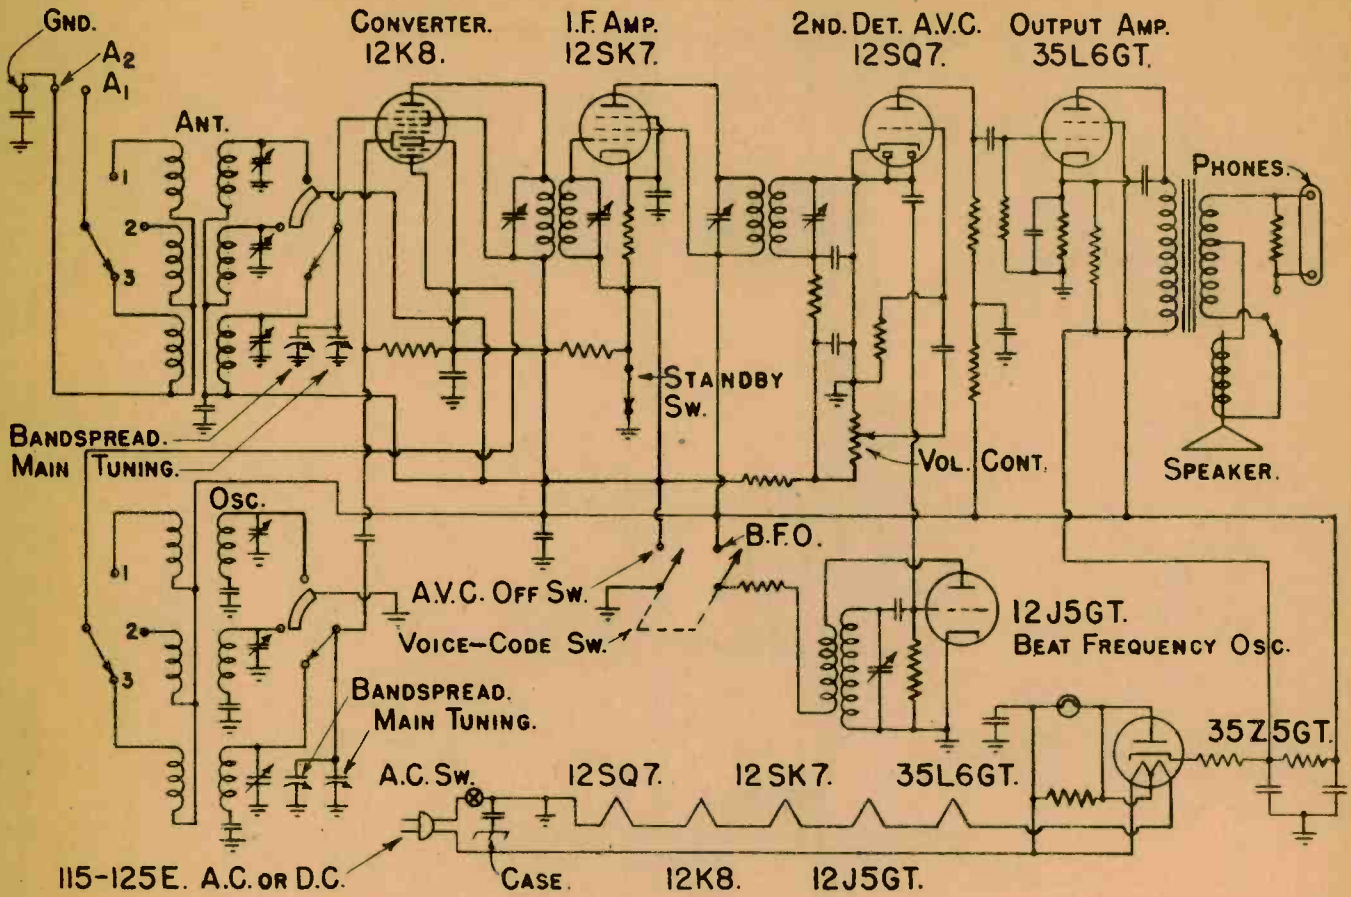 GND.
A2
A1
CONVERTER.
12K8.
I.F. AMP.
12SK7.
2ND. DET. A.V.C.
12SQ7.
OUTPUT AMP.
35L6GT.
ANT.
PHONES.
1
2
3
STANDBY
SW.
BANDSPREAD.
MAIN TUNING.
VOL. CONT.
SPEAKER.
OSC.
B.F.O.
1
A.V.C. OFF SW.
2
VOICE-CODE SW.
12J5GT.
BEAT FREQUENCY OSC.
3
BANDSPREAD.
MAIN TUNING.
35Z5GT.
A.C. SW.
12SQ7.
12SK7.
35L6GT.
115-125E. A.C. OR D.C.
CASE.
12K8.
12J5GT.